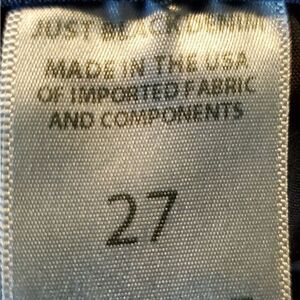 JUST BLACK DENIM
MADE IN THE USA
OF IMPORTED FABRIC
AND COMPONENTS
27